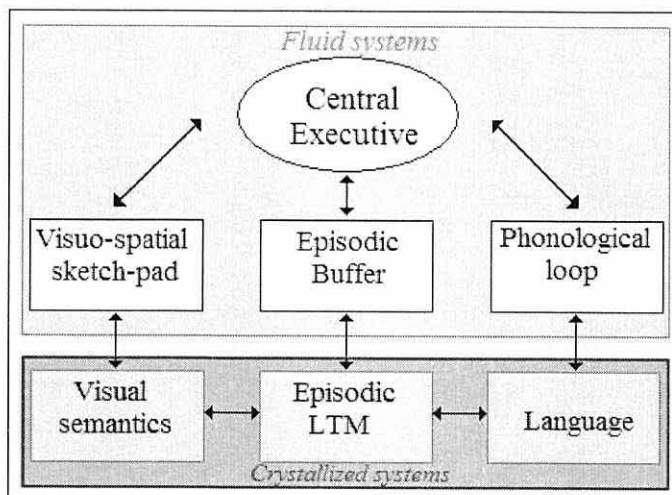 Fluid systems
Central
Executive
Visuo-spatial
sketch-pad
Episodic
Buffer
Phonological
loop
Visual
semantics
Episodic
LTM
Language
Crystallized systems